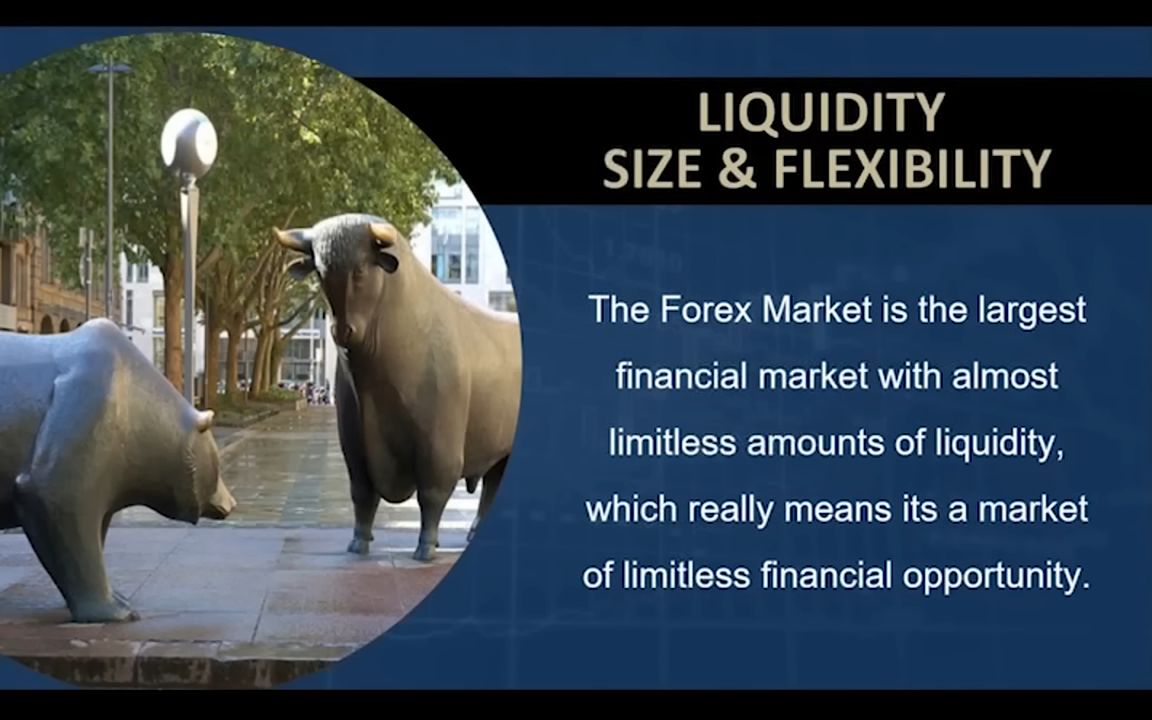 LIQUIDITY
SIZE & FLEXIBILITY
The Forex Market is the largest
financial market with almost
limitless amounts of liquidity,
which really means its a market
of limitless financial opportunity.